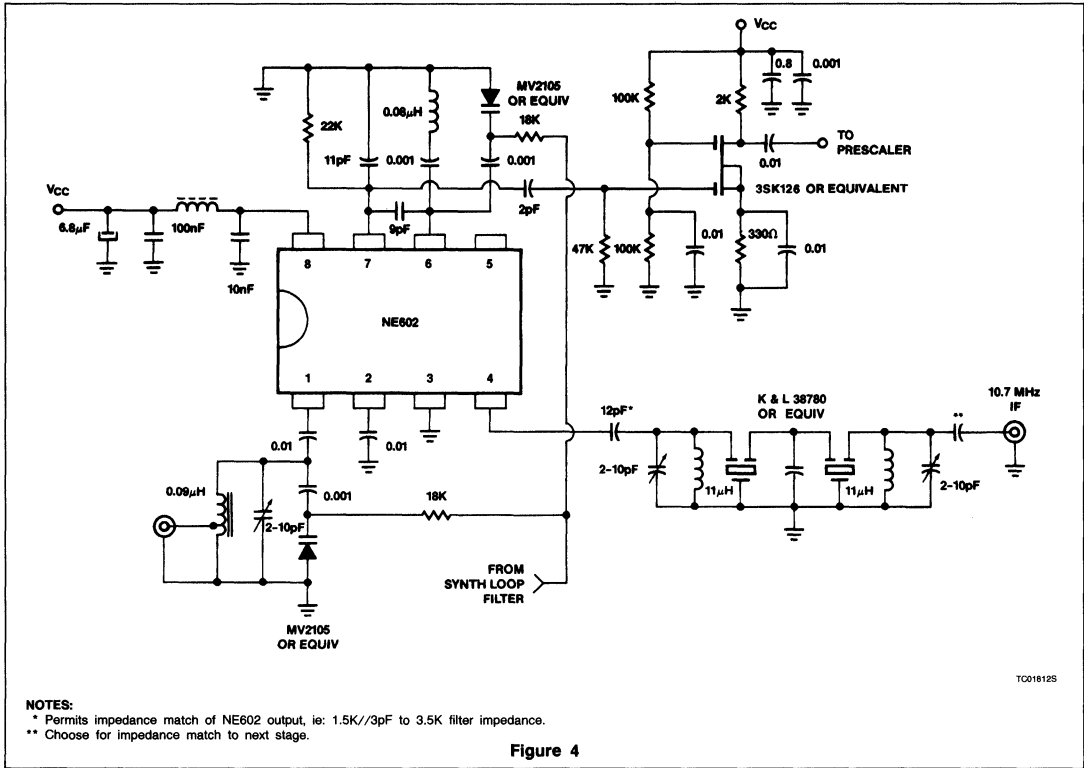 VCC
0.8
0.001
MV2105
OR EQUIV
100K
2K
0.08µH
18K
22K
11pF
0.001
0.001
0.01
TO
PRESCALER
3SK126 OR EQUIVALENT
VCC
2pF
6.8µF
100nF
9pF
10nF
47K
100K
0.01
330Ω
0.01
8
7
6
5
NE602
1
2
3
4
10.7 MHz
IF
K & L 38780
OR EQUIV
12pF*
**
0.01
0.01
2-10pF
11µH
11µH
2-10pF
0.09µH
0.001
18K
2-10pF
FROM
SYNTH LOOP
FILTER
MV2105
OR EQUIV
TC01812S
NOTES:
* Permits impedance match of NE602 output, ie: 1.5K//3pF to 3.5K filter impedance.
** Choose for impedance match to next stage.
Figure 4